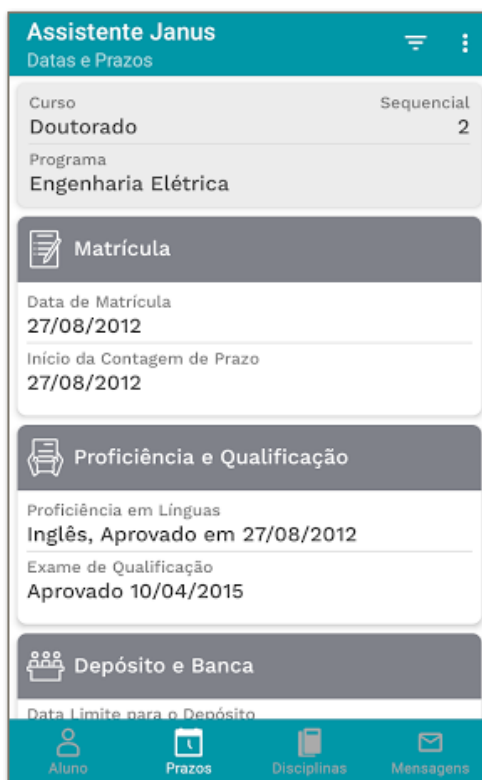 Assistente Janus
Datas e Prazos
Curso Sequencial
Doutorado 2
Programa
Engenharia Elétrica
Matrícula
Data de Matrícula
27/08/2012
Início da Contagem de Prazo
27/08/2012
Proficiência e Qualificação
Proficiência em Línguas
Inglês, Aprovado em 27/08/2012
Exame de Qualificação
Aprovado 10/04/2015
Depósito e Banca
Data Limite para o Depósito
Aluno Prazos Disciplinas Mensagens